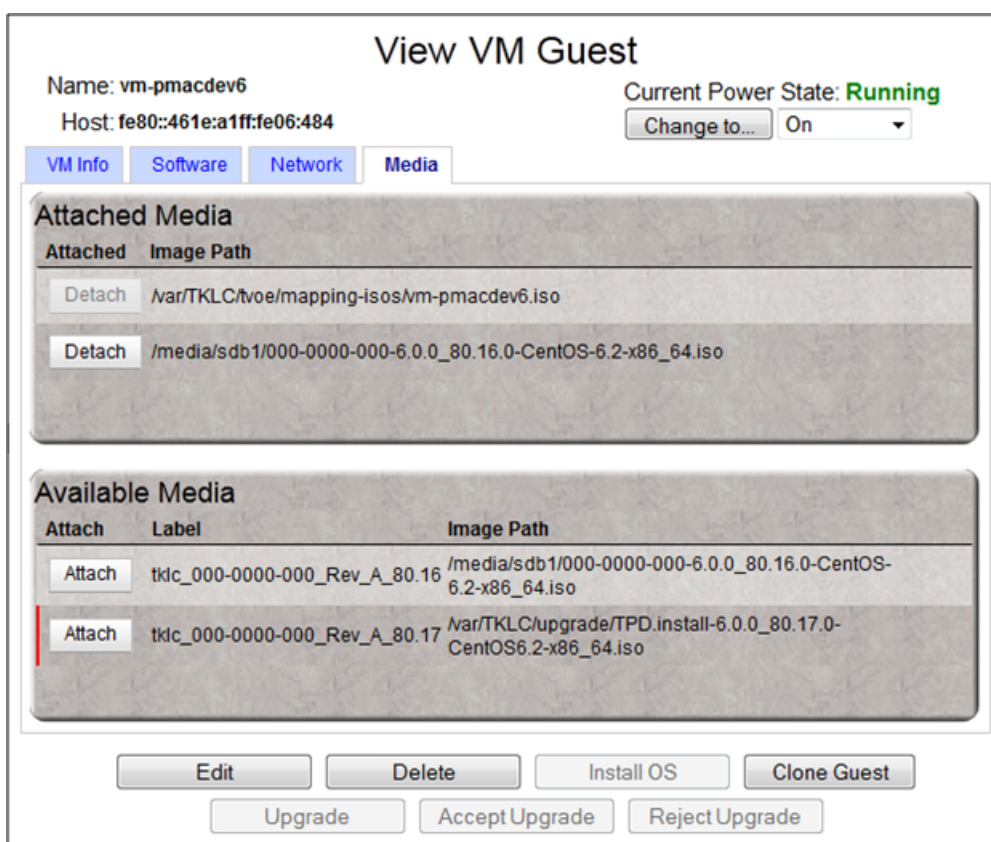 View VM Guest
Name: vm-pmacdev6
Current Power State: Running
Host: fe80::461e:a1ff:fe06:484
Change to... On
VM Info Software Network Media
Attached Media
Attached Image Path
Detach /var/TKLC/tvoe/mapping-isos/vm-pmacdev6.iso
Detach /media/sdb1/000-0000-000-6.0.0_80.16.0-CentOS-6.2-x86_64.iso
Available Media
Attach Label Image Path
Attach tklc_000-0000-000_Rev_A_80.16 /media/sdb1/000-0000-000-6.0.0_80.16.0-CentOS-
6.2-x86_64.iso
Attach tklc_000-0000-000_Rev_A_80.17 /var/TKLC/upgrade/TPD.install-6.0.0_80.17.0-
CentOS6.2-x86_64.iso
Edit Delete Install OS Clone Guest
Upgrade Accept Upgrade Reject Upgrade